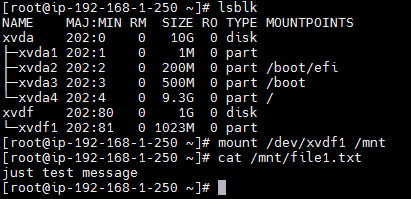 [root@ip-192-168-1-250 ~]# lsblk
NAME    MAJ:MIN RM  SIZE RO TYPE MOUNTPOINTS
xvda    202:0    0   10G  0 disk
├─xvda1 202:1    0    1M  0 part
├─xvda2 202:2    0  200M  0 part /boot/efi
├─xvda3 202:3    0  500M  0 part /boot
└─xvda4 202:4    0  9.3G  0 part /
xvdf    202:80   0    1G  0 disk
└─xvdf1 202:81   0 1023M  0 part
[root@ip-192-168-1-250 ~]# mount /dev/xvdf1 /mnt
[root@ip-192-168-1-250 ~]# cat /mnt/file1.txt
just test message
[root@ip-192-168-1-250 ~]#